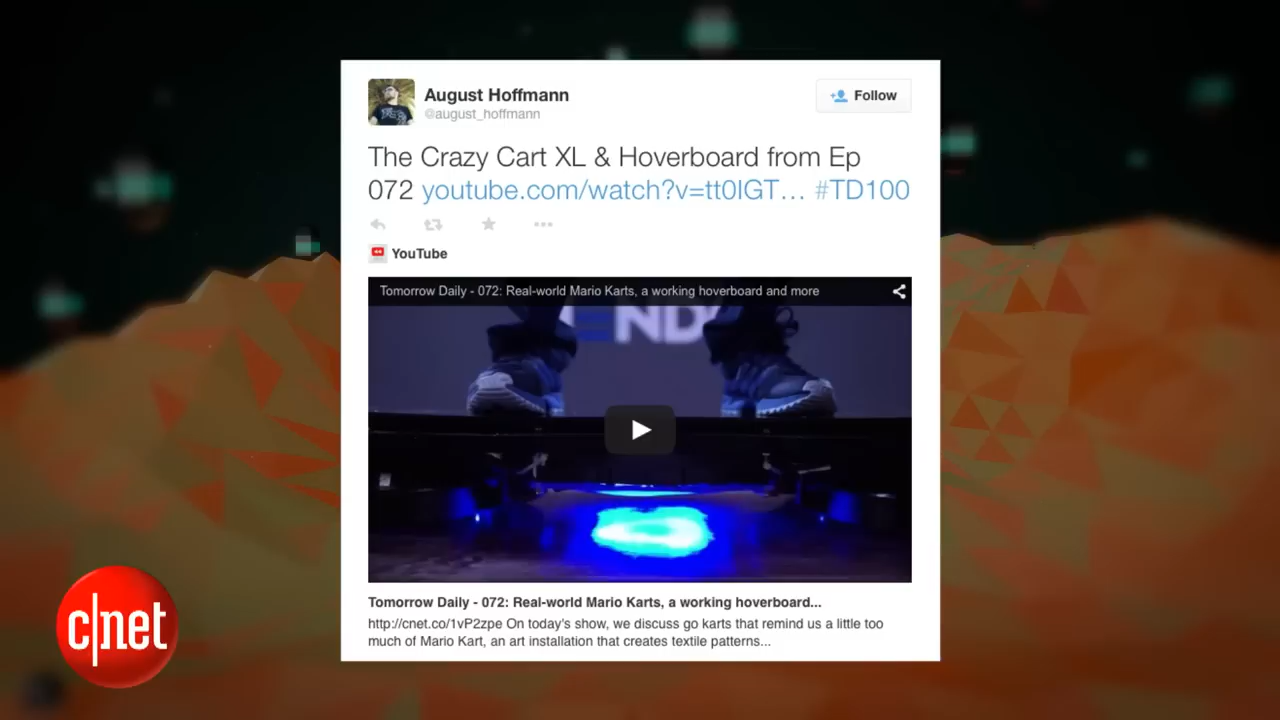 August Hoffmann
@august_hoffmann
Follow
The Crazy Cart XL & Hoverboard from Ep
072 youtube.com/watch?v=tt0IGT… #TD100
YouTube
Tomorrow Daily - 072: Real-world Mario Karts, a working hoverboard and more
END
Tomorrow Daily - 072: Real-world Mario Karts, a working hoverboard...
http://cnet.co/1vP2zpe On today's show, we discuss go karts that remind us a little too
much of Mario Kart, an art installation that creates textile patterns...
c|net